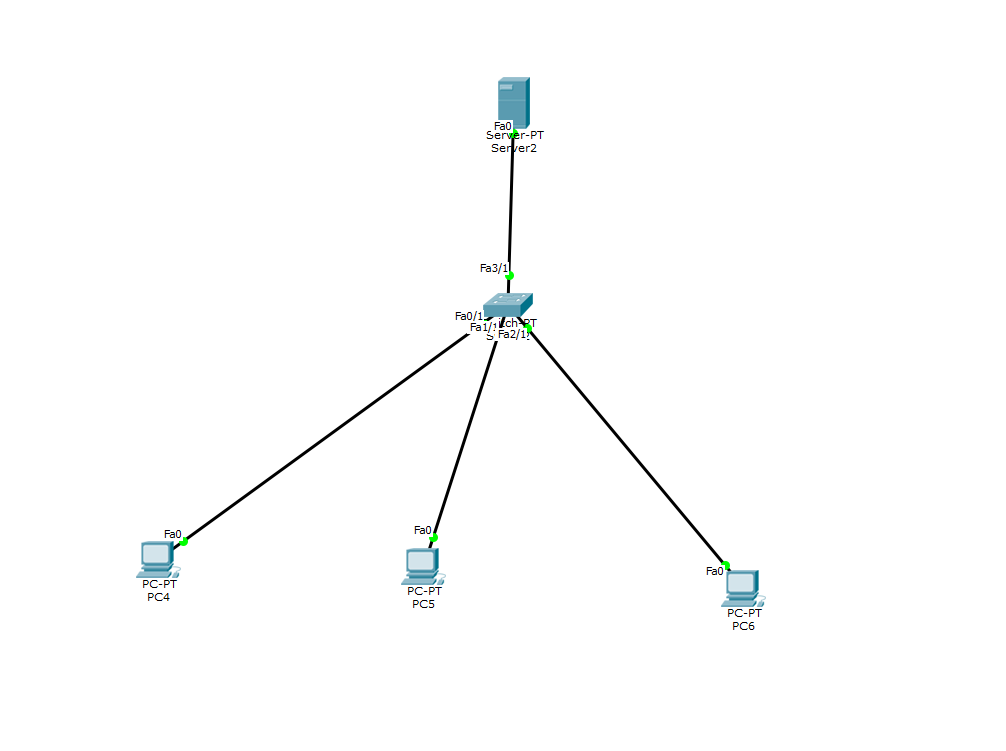 Fa0
Server-PT
Server2
Fa3/1
Fa0/1
Fa1/1
Fa2/1
Fa0
PC-PT
PC4
Fa0
PC-PT
PC5
Fa0
PC-PT
PC6